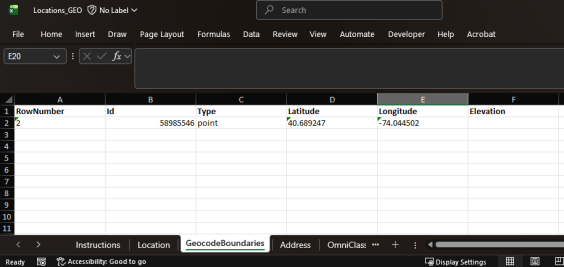 Locations_GEO No Label Search
File Home Insert Draw Page Layout Formulas Data Review View Automate Developer Help Acrobat
E20 fx
A B C D E F
1 RowNumber Id Type Latitude Longitude Elevation
2 2 58985546 point 40.689247 -74.044502
3
4
5
6
7
8
9
10
11
Instructions Location GeocodeBoundaries Address OmniClass ... +
Ready Accessibility: Good to go Display Settings